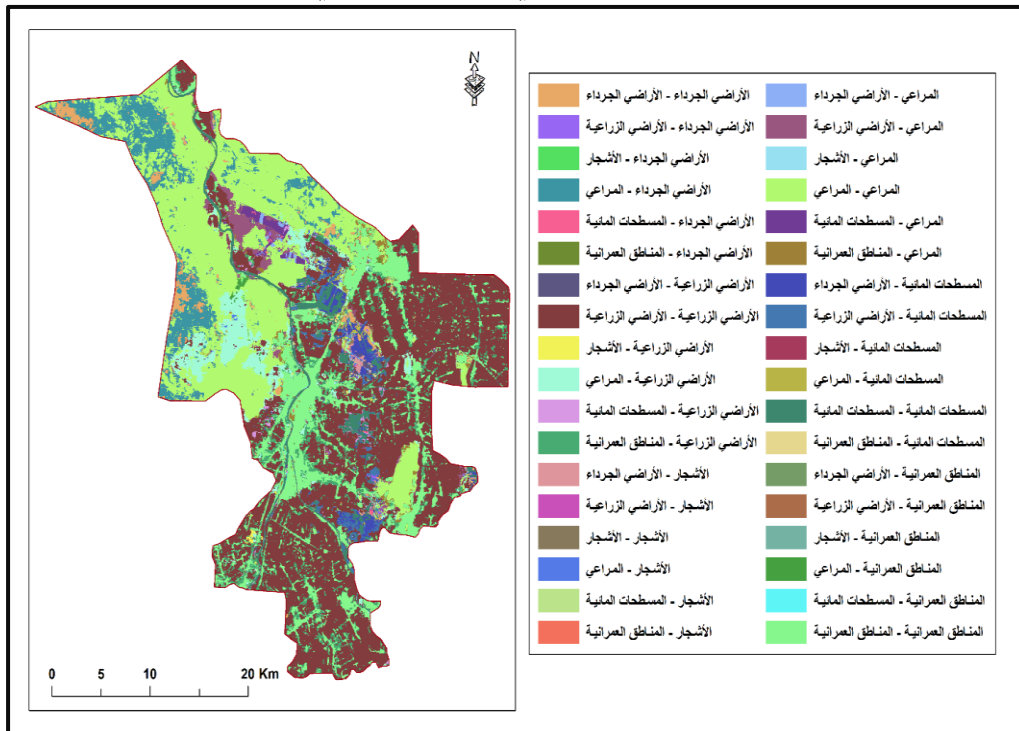 N
الأراضي الجرداء - الأراضي الجرداء
الأراضي الجرداء - الأراضي الزراعية
الأراضي الجرداء - الأشجار
الأراضي الجرداء - المراعي
الأراضي الجرداء - المسطحات المائية
الأراضي الجرداء - المناطق العمرانية
الأراضي الزراعية - الأراضي الجرداء
الأراضي الزراعية - الأراضي الزراعية
الأراضي الزراعية - الأشجار
الأراضي الزراعية - المراعي
الأراضي الزراعية - المسطحات المائية
الأراضي الزراعية - المناطق العمرانية
الأشجار - الأراضي الجرداء
الأشجار - الأراضي الزراعية
الأشجار - الأشجار
الأشجار - المراعي
الأشجار - المسطحات المائية
الأشجار - المناطق العمرانية
المراعي - الأراضي الجرداء
المراعي - الأراضي الزراعية
المراعي - الأشجار
المراعي - المراعي
المراعي - المسطحات المائية
المراعي - المناطق العمرانية
المسطحات المائية - الأراضي الجرداء
المسطحات المائية - الأراضي الزراعية
المسطحات المائية - الأشجار
المسطحات المائية - المراعي
المسطحات المائية - المسطحات المائية
المسطحات المائية - المناطق العمرانية
المناطق العمرانية - الأراضي الجرداء
المناطق العمرانية - الأراضي الزراعية
المناطق العمرانية - الأشجار
المناطق العمرانية - المراعي
المناطق العمرانية - المسطحات المائية
المناطق العمرانية - المناطق العمرانية
0 5 10 20 Km